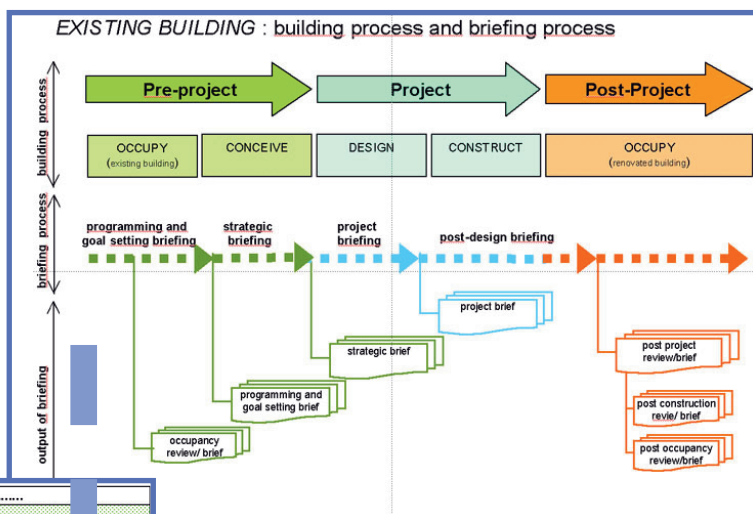 EXISTING BUILDING : building process and briefing process
building process
Pre-project
Project
Post-Project
OCCUPY
(existing building)
CONCEIVE
DESIGN
CONSTRUCT
OCCUPY
(renovated building)
briefing process
programming and
goal setting briefing
strategic
briefing
project
briefing
post-design briefing
output of briefing
project brief
strategic brief
post project
review/brief
programming and
goal setting brief
post construction
revie/ brief
occupancy
review/ brief
post occupancy
review/brief
......